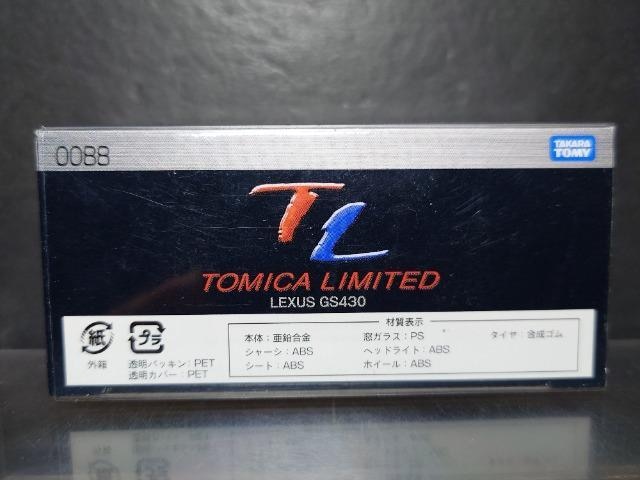 0088
TAKARA
TOMY
TL
TOMICA LIMITED
LEXUS GS430
紙
外箱
プラ
透明パッキン:PET
透明カバー:PET
材質表示
本体:亜鉛合金
シャーシ:ABS
シート:ABS
窓ガラス:PS
ヘッドライト:ABS
ホイール:ABS
タイヤ:合成ゴム